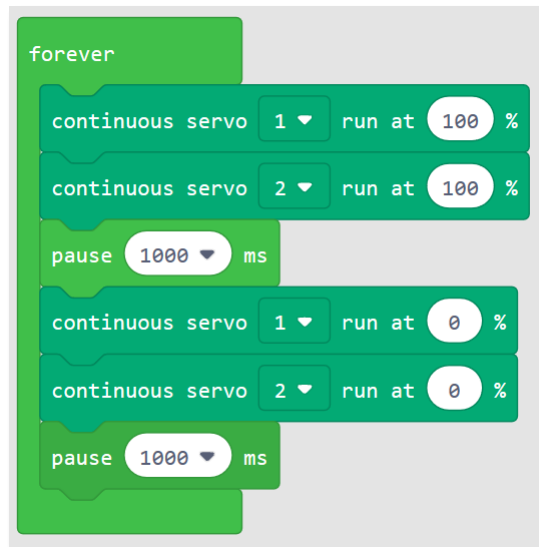 forever
continuous servo 1 run at 100 %
continuous servo 2 run at 100 %
pause 1000 ms
continuous servo 1 run at 0 %
continuous servo 2 run at 0 %
pause 1000 ms